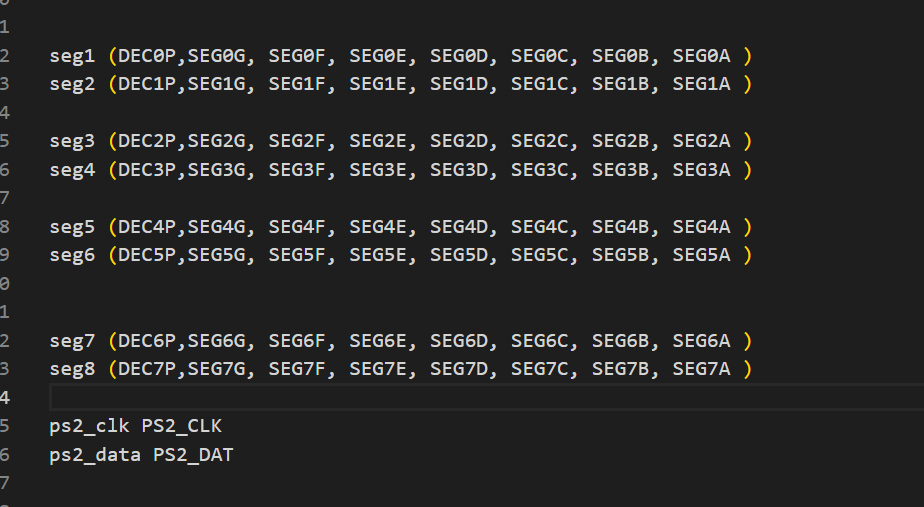 1
2 seg1 (DEC0P,SEG0G, SEG0F, SEG0E, SEG0D, SEG0C, SEG0B, SEG0A )
3 seg2 (DEC1P,SEG1G, SEG1F, SEG1E, SEG1D, SEG1C, SEG1B, SEG1A )
4
5 seg3 (DEC2P,SEG2G, SEG2F, SEG2E, SEG2D, SEG2C, SEG2B, SEG2A )
6 seg4 (DEC3P,SEG3G, SEG3F, SEG3E, SEG3D, SEG3C, SEG3B, SEG3A )
7
8 seg5 (DEC4P,SEG4G, SEG4F, SEG4E, SEG4D, SEG4C, SEG4B, SEG4A )
9 seg6 (DEC5P,SEG5G, SEG5F, SEG5E, SEG5D, SEG5C, SEG5B, SEG5A )
0
1
2 seg7 (DEC6P,SEG6G, SEG6F, SEG6E, SEG6D, SEG6C, SEG6B, SEG6A )
3 seg8 (DEC7P,SEG7G, SEG7F, SEG7E, SEG7D, SEG7C, SEG7B, SEG7A )
4
5 ps2_clk PS2_CLK
6 ps2_data PS2_DAT
7